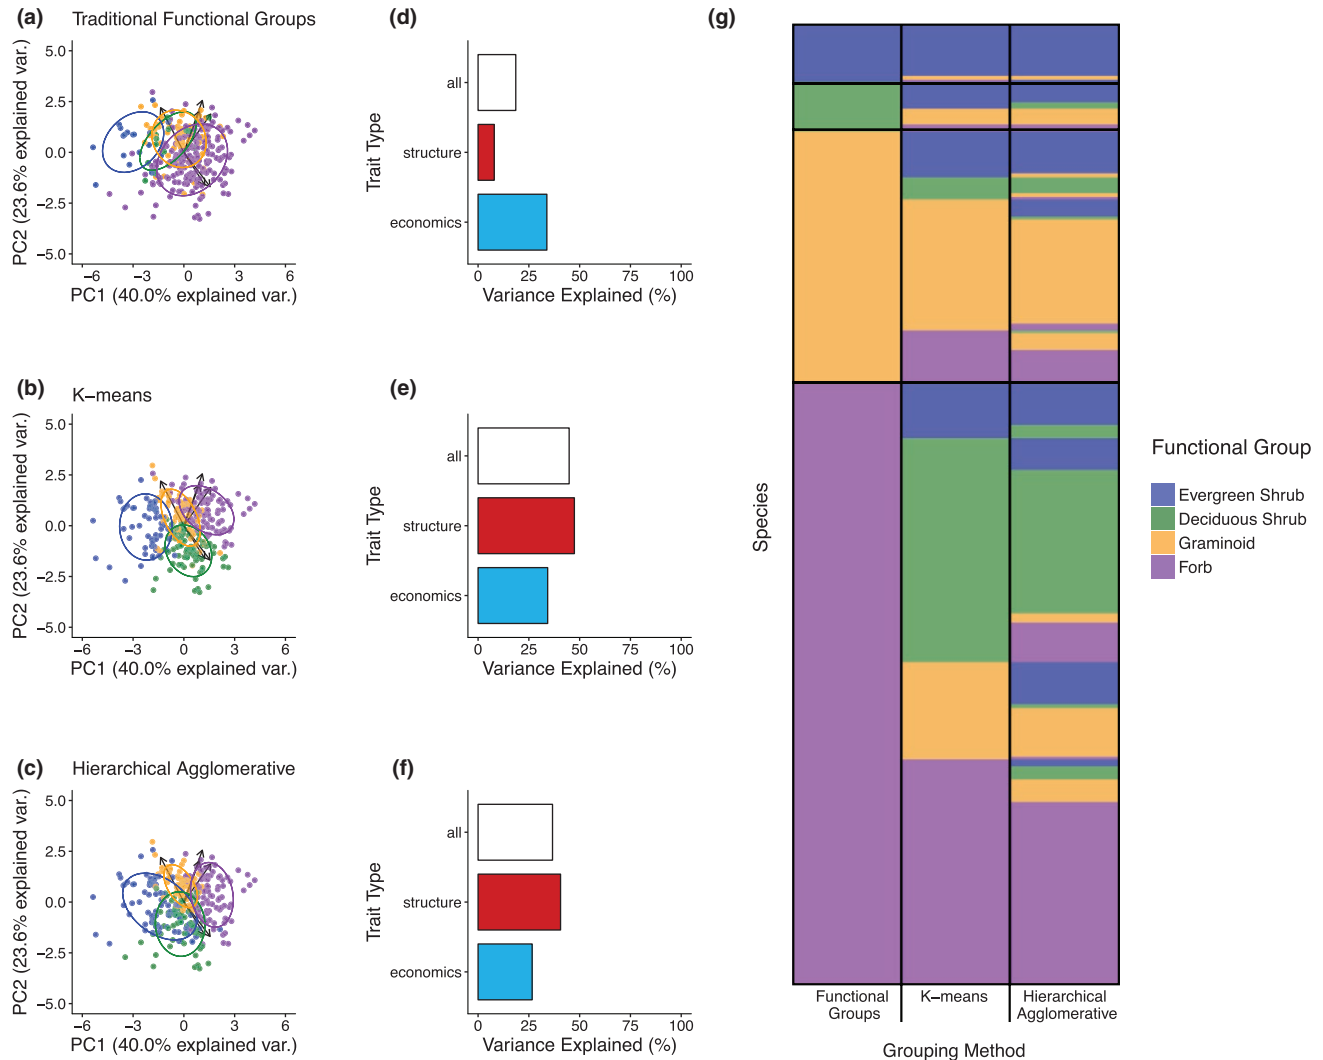 (a) Traditional Functional Groups
5.0
2.5
0.0
−2.5
−5.0
PC2 (23.6% explained var.)
−6 −3 0 3 6
PC1 (40.0% explained var.)
(d)
Trait Type
all
structure
economics
0 25 50 75 100
Variance Explained (%)
(b) K−means
5.0
2.5
0.0
−2.5
−5.0
PC2 (23.6% explained var.)
−6 −3 0 3 6
PC1 (40.0% explained var.)
(e)
Trait Type
all
structure
economics
0 25 50 75 100
Variance Explained (%)
(c) Hierarchical Agglomerative
5.0
2.5
0.0
−2.5
−5.0
PC2 (23.6% explained var.)
−6 −3 0 3 6
PC1 (40.0% explained var.)
(f)
Trait Type
all
structure
economics
0 25 50 75 100
Variance Explained (%)
(g)
Species
Functional
Groups
K−means
Hierarchical
Agglomerative
Grouping Method
Functional Group
Evergreen Shrub
Deciduous Shrub
Graminoid
Forb